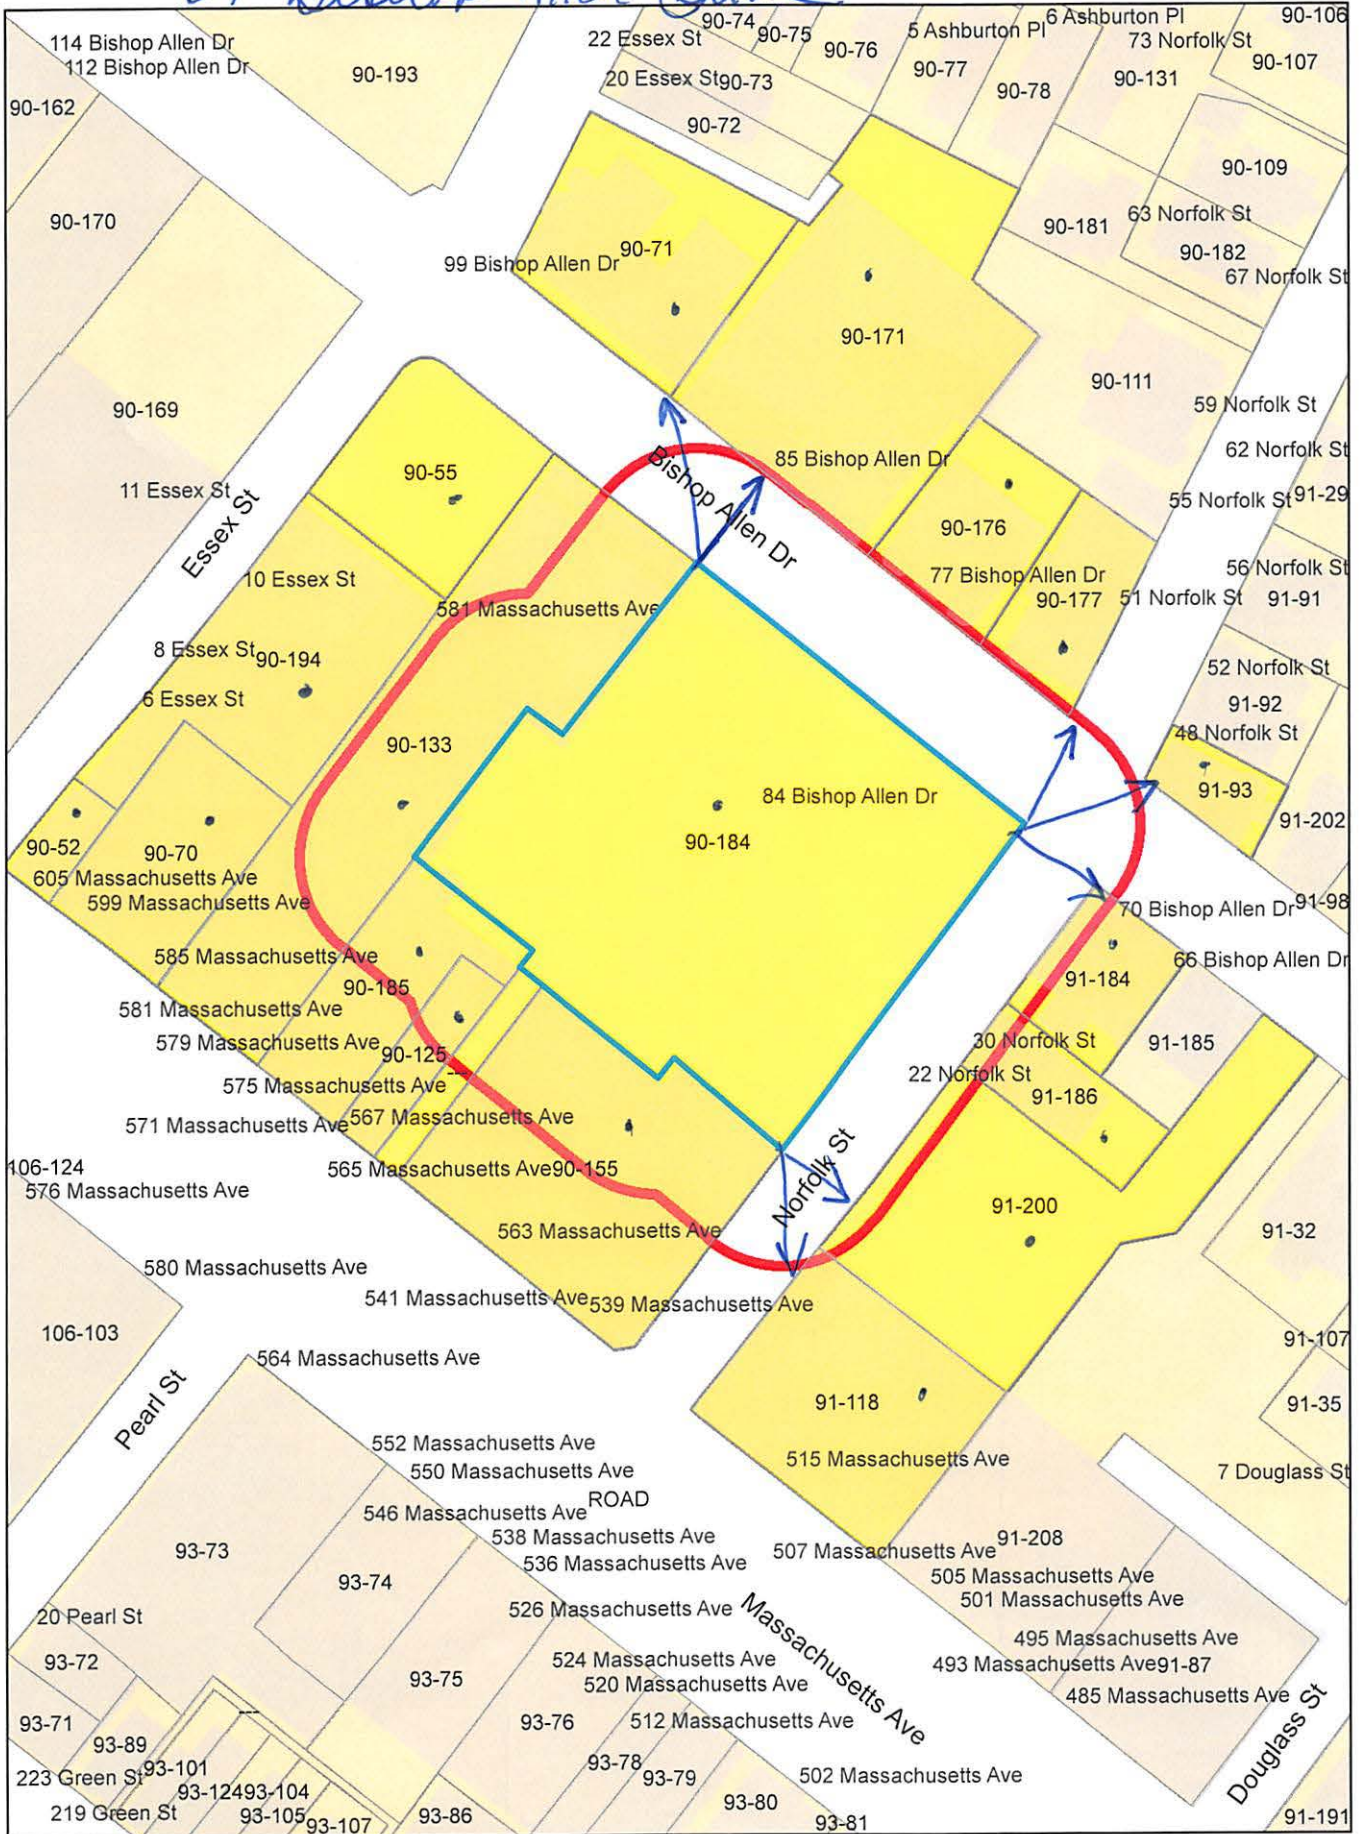 84 Bishop Allen Drive
90-74
6 Ashburton Pl
90-106
114 Bishop Allen Dr
22 Essex St
90-75
5 Ashburton Pl
73 Norfolk St
112 Bishop Allen Dr
90-193
90-76
90-107
90-162
20 Essex St
90-73
90-77
90-78
90-131
90-72
90-109
90-170
90-181
63 Norfolk St
90-71
90-182
99 Bishop Allen Dr
67 Norfolk St
90-171
90-111
90-169
59 Norfolk St
62 Norfolk St
85 Bishop Allen Dr
90-55
Bishop Allen Dr
11 Essex St
55 Norfolk St
91-29
Essex St
90-176
10 Essex St
77 Bishop Allen Dr
56 Norfolk St
581 Massachusetts Ave
90-177
51 Norfolk St
91-91
8 Essex St
90-194
52 Norfolk St
6 Essex St
91-92
48 Norfolk St
90-133
84 Bishop Allen Dr
91-93
91-202
90-52
90-70
90-184
605 Massachusetts Ave
599 Massachusetts Ave
70 Bishop Allen Dr
91-98
585 Massachusetts Ave
66 Bishop Allen Dr
90-185
91-184
581 Massachusetts Ave
579 Massachusetts Ave
90-125
30 Norfolk St
91-185
575 Massachusetts Ave
---
22 Norfolk St
91-186
571 Massachusetts Ave
567 Massachusetts Ave
106-124
565 Massachusetts Ave
90-155
576 Massachusetts Ave
Norfolk St
91-200
563 Massachusetts Ave
91-32
580 Massachusetts Ave
541 Massachusetts Ave
539 Massachusetts Ave
106-103
91-107
564 Massachusetts Ave
Pearl St
91-118
91-35
552 Massachusetts Ave
515 Massachusetts Ave
550 Massachusetts Ave
7 Douglass St
ROAD
546 Massachusetts Ave
538 Massachusetts Ave
91-208
93-73
536 Massachusetts Ave
507 Massachusetts Ave
93-74
505 Massachusetts Ave
501 Massachusetts Ave
20 Pearl St
526 Massachusetts Ave
Massachusetts Ave
495 Massachusetts Ave
93-72
524 Massachusetts Ave
493 Massachusetts Ave
91-87
93-75
520 Massachusetts Ave
485 Massachusetts Ave
93-71
---
93-76
512 Massachusetts Ave
Douglass St
93-89
93-101
93-78
93-79
223 Green St
502 Massachusetts Ave
93-124
93-104
93-80
219 Green St
93-105
93-107
93-86
93-81
91-191